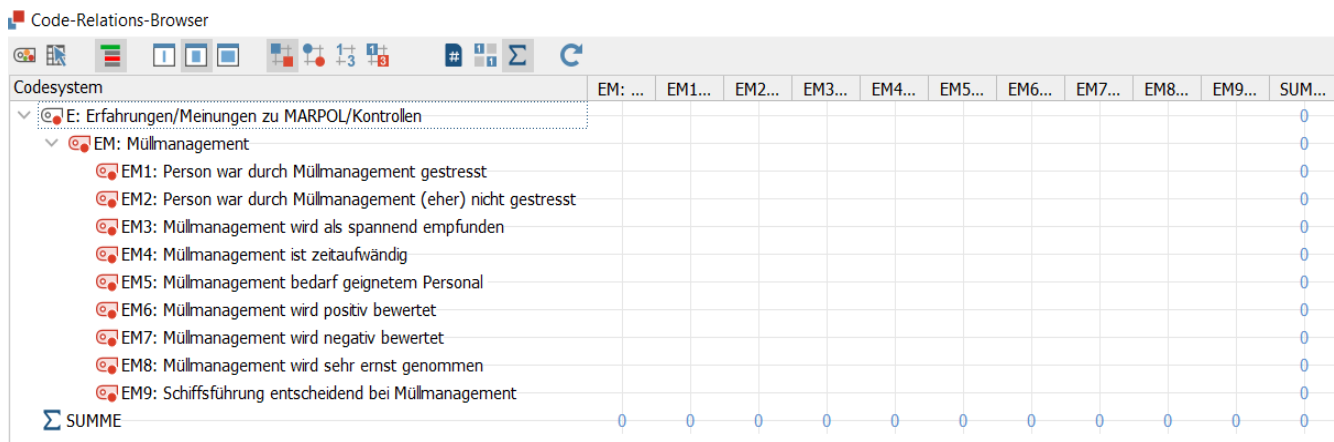 Code-Relations-Browser
Codesystem EM: ... EM1... EM2... EM3... EM4... EM5... EM6... EM7... EM8... EM9... SUM...
E: Erfahrungen/Meinungen zu MARPOL/Kontrollen 0
EM: Müllmanagement 0
EM1: Person war durch Müllmanagement gestresst 0
EM2: Person war durch Müllmanagement (eher) nicht gestresst 0
EM3: Müllmanagement wird als spannend empfunden 0
EM4: Müllmanagement ist zeitaufwändig 0
EM5: Müllmanagement bedarf geignetem Personal 0
EM6: Müllmanagement wird positiv bewertet 0
EM7: Müllmanagement wird negativ bewertet 0
EM8: Müllmanagement wird sehr ernst genommen 0
EM9: Schiffsführung entscheidend bei Müllmanagement 0
Σ SUMME 0 0 0 0 0 0 0 0 0 0 0